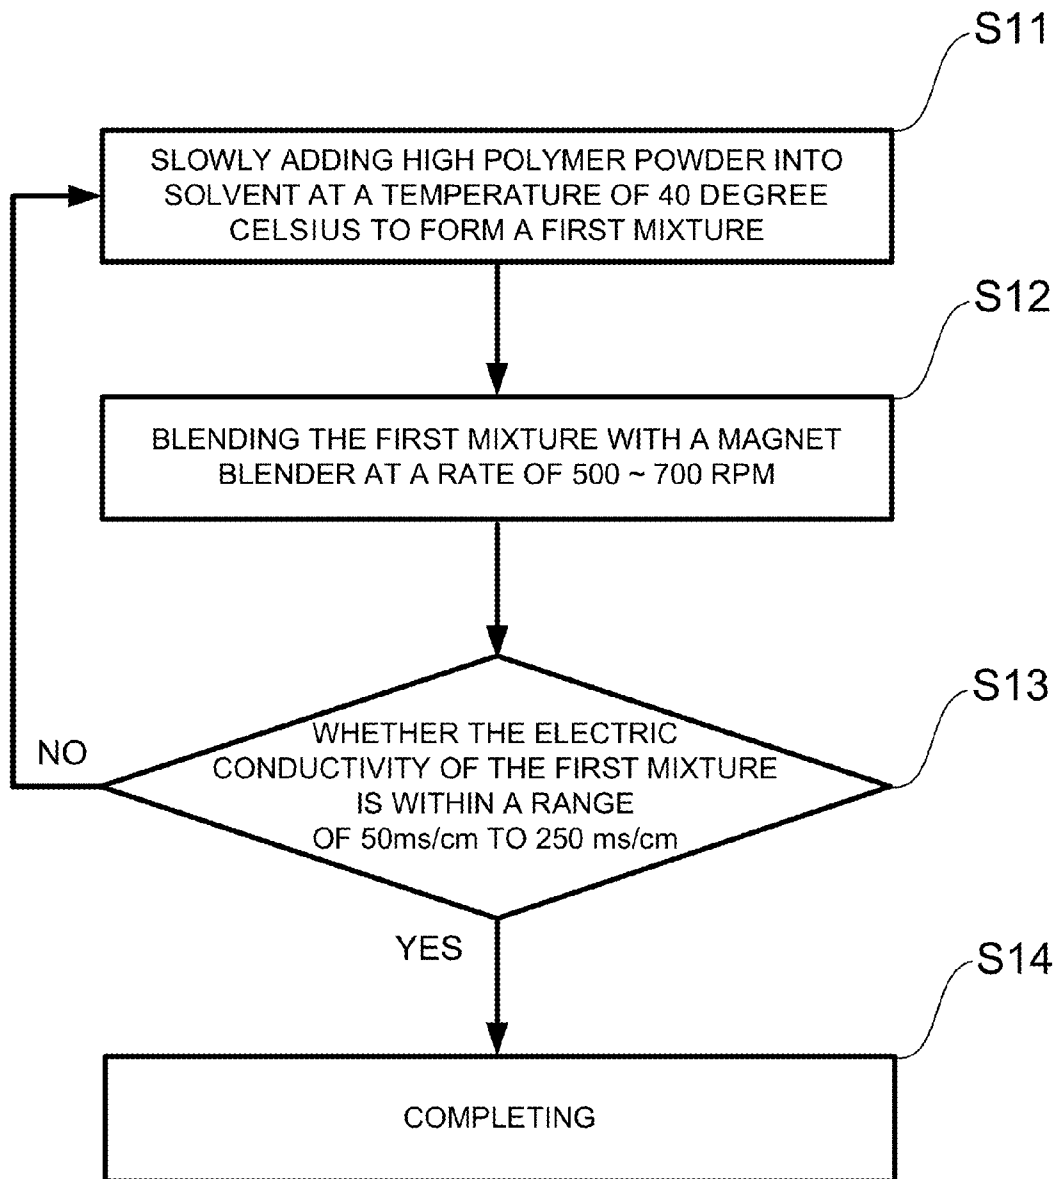 S11
SLOWLY ADDING HIGH POLYMER POWDER INTO
SOLVENT AT A TEMPERATURE OF 40 DEGREE
CELSIUS TO FORM A FIRST MIXTURE
S12
BLENDING THE FIRST MIXTURE WITH A MAGNET
BLENDER AT A RATE OF 500 ~ 700 RPM
S13
NO
WHETHER THE ELECTRIC
CONDUCTIVITY OF THE FIRST MIXTURE
IS WITHIN A RANGE
OF 50ms/cm TO 250 ms/cm
YES
S14
COMPLETING